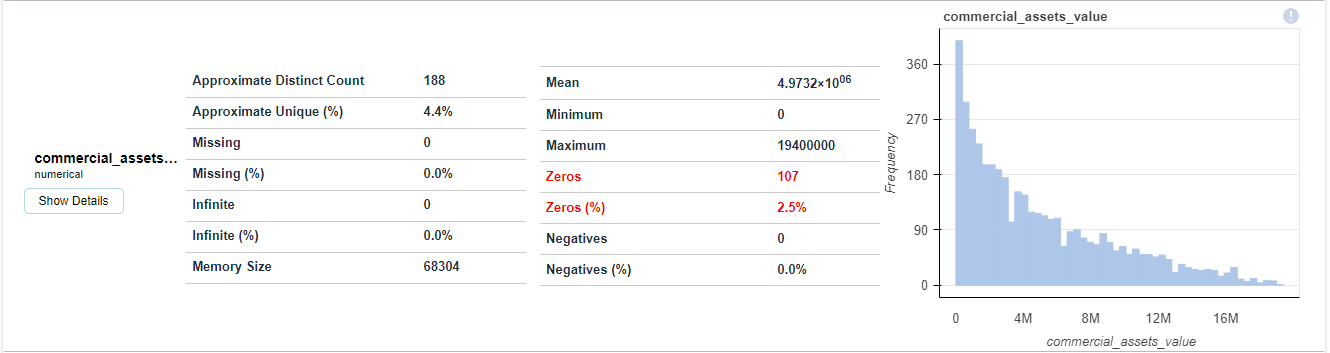 commercial_assets...
numerical
Show Details
Approximate Distinct Count 188
Approximate Unique (%) 4.4%
Missing 0
Missing (%) 0.0%
Infinite 0
Infinite (%) 0.0%
Memory Size 68304
Mean 4.9732×10⁰⁶
Minimum 0
Maximum 19400000
Zeros 107
Zeros (%) 2.5%
Negatives 0
Negatives (%) 0.0%
commercial_assets_value
!
Frequency
360
270
180
90
0
0 4M 8M 12M 16M
commercial_assets_value